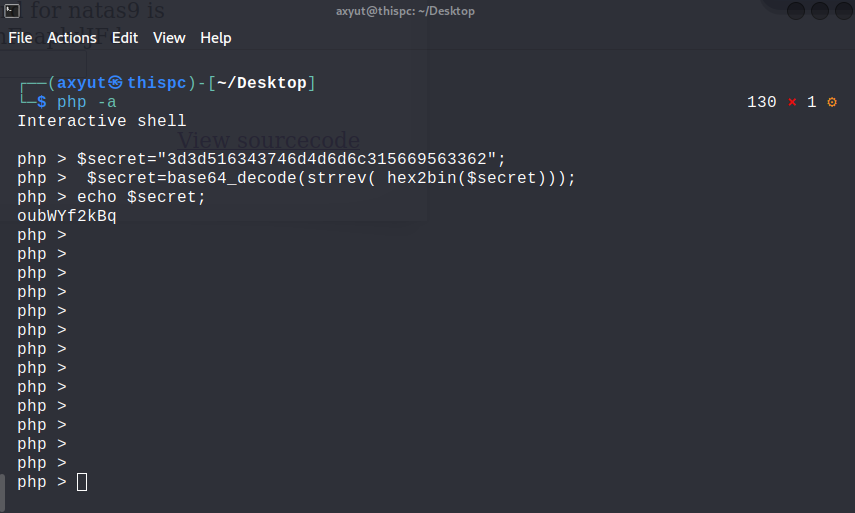 for natas9 is
axyut@thispc: ~/Desktop
File Actions Edit View Help
┌──(axyut㉿thispc)-[~/Desktop]
└─$ php -a
130 ⨯ 1 ⚙
Interactive shell
View sourcecode
php > $secret="3d3d516343746d4d6d6c315669563362";
php >  $secret=base64_decode(strrev( hex2bin($secret)));
php > echo $secret;
oubWYf2kBq
php >
php >
php >
php >
php >
php >
php >
php >
php >
php >
php >
php >
php >
php >